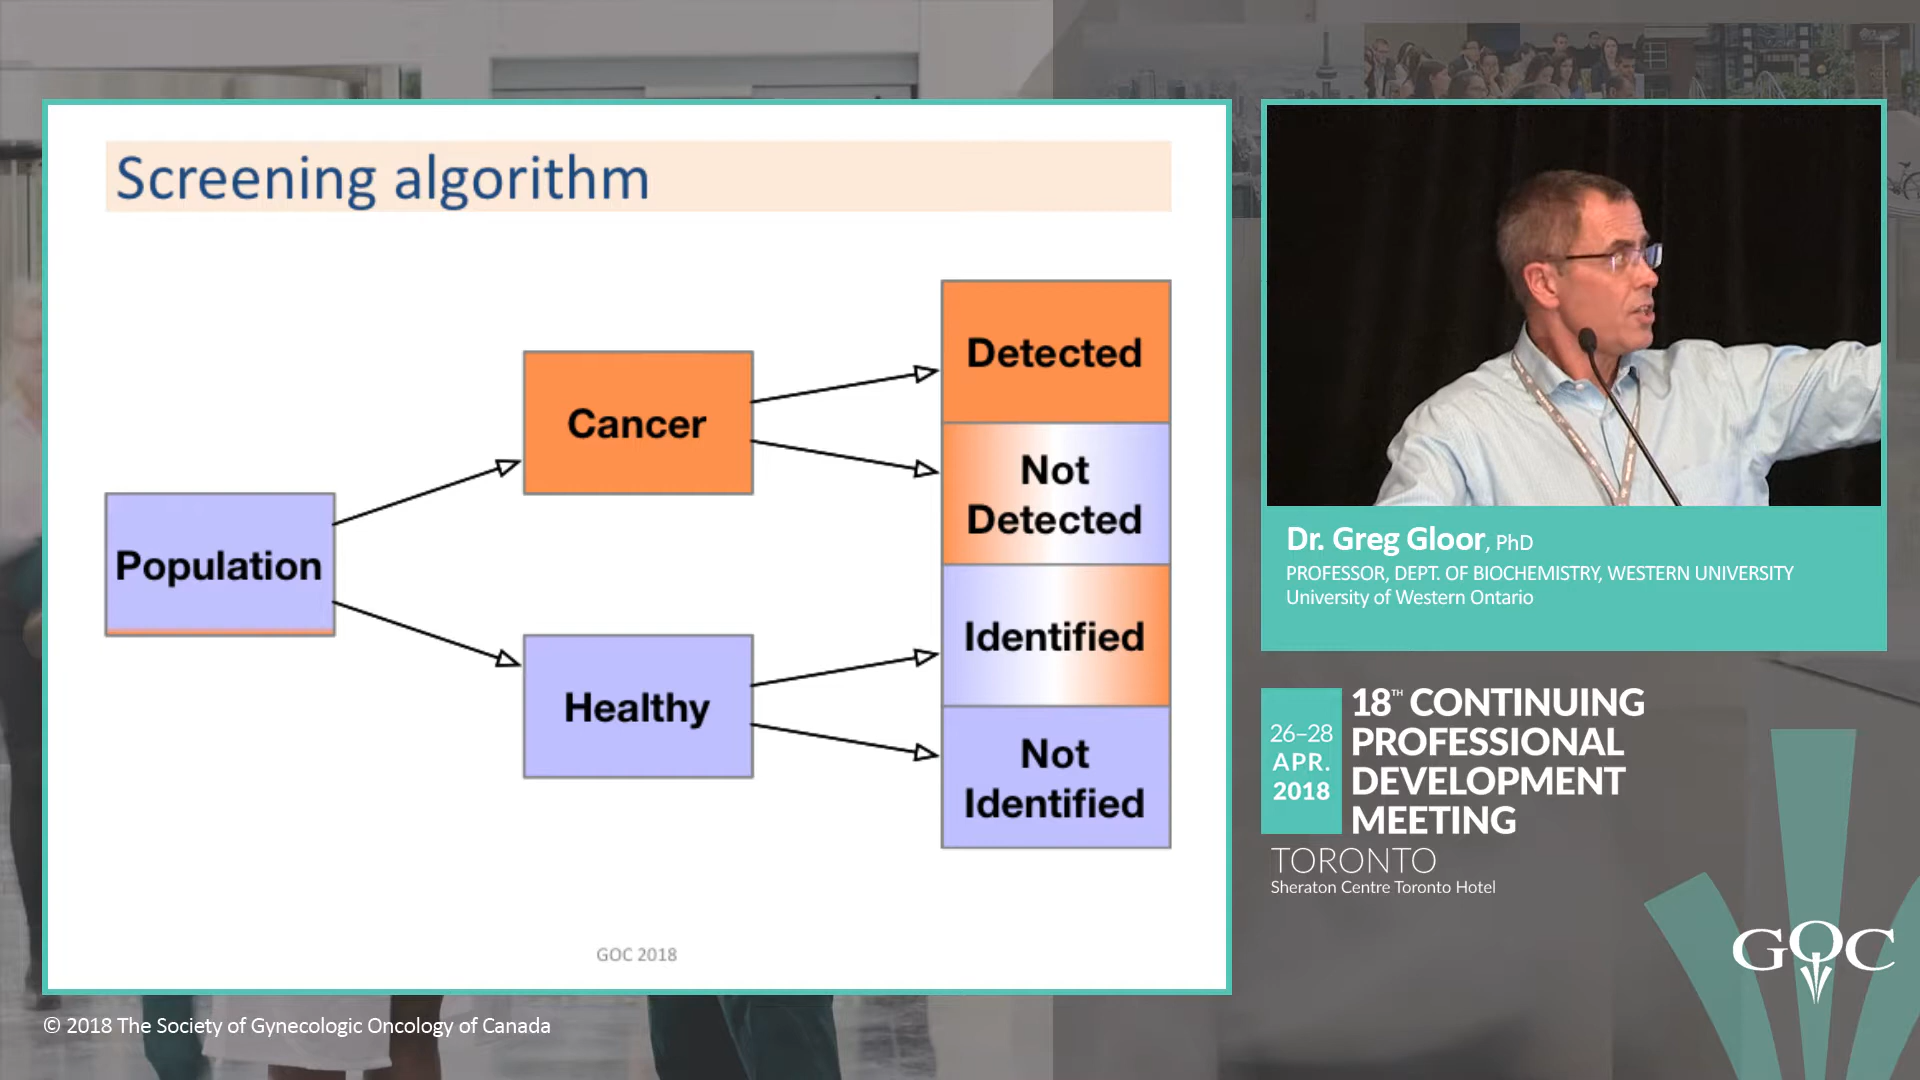 Screening algorithm
Population
Cancer
Healthy
Detected
Not
Detected
Identified
Not
Identified
GOC 2018
Dr. Greg Gloor, PhD
PROFESSOR, DEPT. OF BIOCHEMISTRY, WESTERN UNIVERSITY
University of Western Ontario
26–28
APR.
2018
18TH CONTINUING
PROFESSIONAL
DEVELOPMENT
MEETING
TORONTO
Sheraton Centre Toronto Hotel
GOC
© 2018 The Society of Gynecologic Oncology of Canada